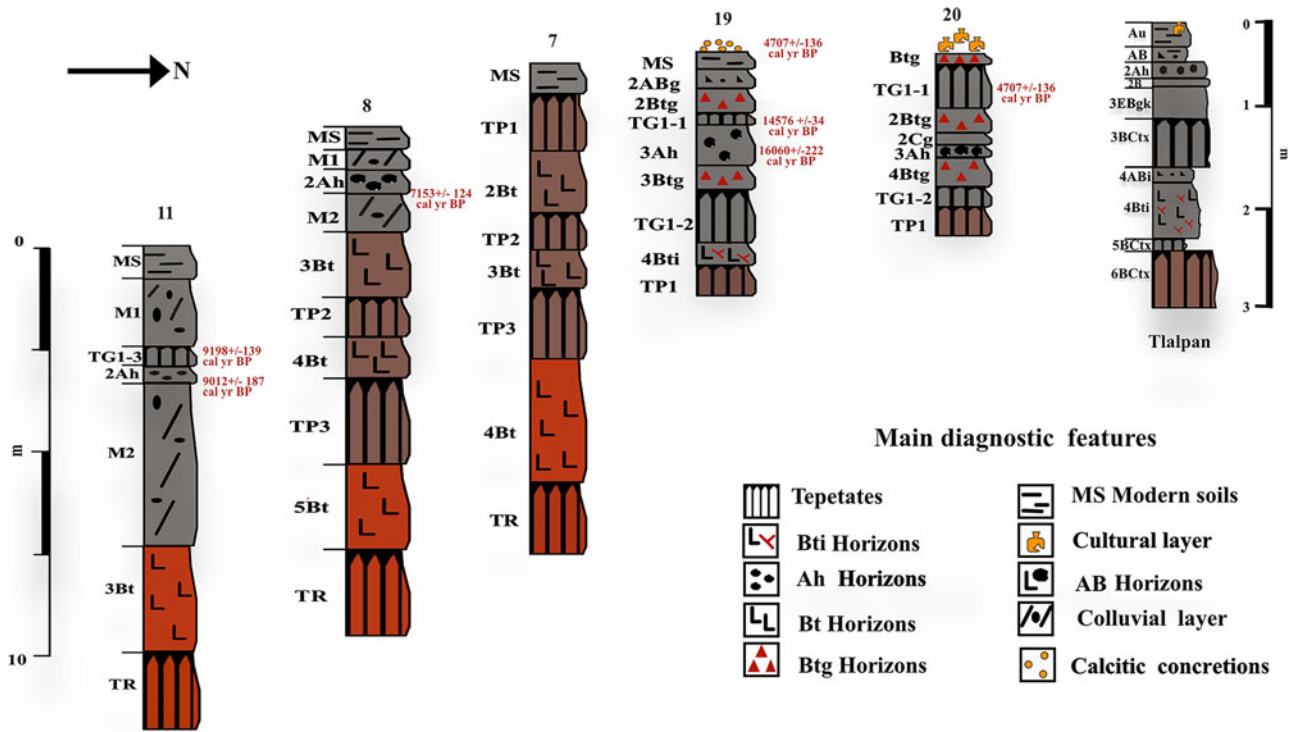 N
11
0
m
10
MS
M1
TG1-3
2Ah
M2
3Bt
TR
9198+/-139
cal yr BP
9012+/- 187
cal yr BP
8
MS
M1
2Ah
M2
3Bt
TP2
4Bt
TP3
5Bt
TR
7153+/- 124
cal yr BP
7
MS
TP1
2Bt
TP2
3Bt
TP3
4Bt
TR
19
MS
2ABg
2Btg
TG1-1
3Ah
3Btg
TG1-2
4Bti
TP1
4707+/-136
cal yr BP
14576 +/-34
cal yr BP
16060+/-222
cal yr BP
20
Btg
TG1-1
2Btg
2Cg
3Ah
4Btg
TG1-2
TP1
4707+/-136
cal yr BP
Au
AB
2Ah
2B
3EBgk
3BCtx
4ABi
4Bti
5BCtx
6BCtx
Tlalpan
0
1
m
2
3
Main diagnostic features
Tepetates
Bti Horizons
Ah Horizons
Bt Horizons
Btg Horizons
MS Modern soils
Cultural layer
AB Horizons
Colluvial layer
Calcitic concretions